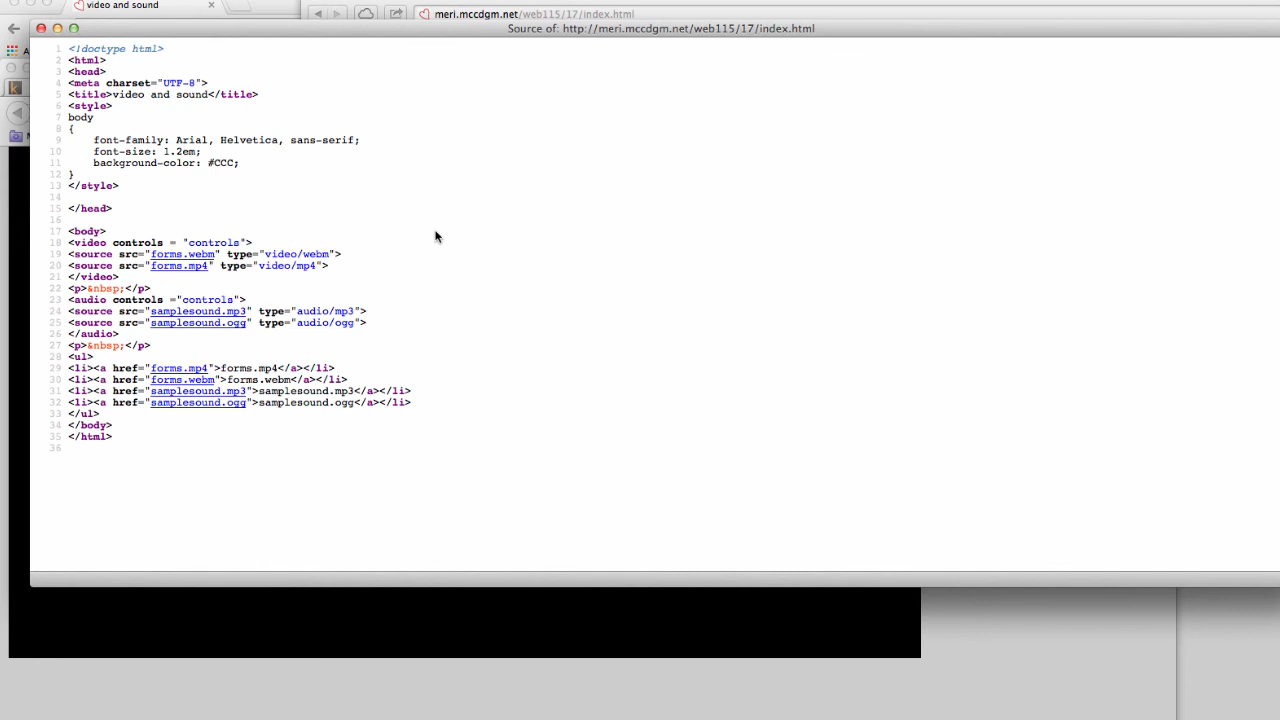 video and sound
meri.mccdgm.net/web115/17/index.html
Source of: http://meri.mccdgm.net/web115/17/index.html
1 <!doctype html>
2 <html>
3 <head>
4 <meta charset="UTF-8">
5 <title>video and sound</title>
6 <style>
7 body
8 {
9     font-family: Arial, Helvetica, sans-serif;
10     font-size: 1.2em;
11     background-color: #CCC;
12 }
13 </style>
14
15 </head>
16
17 <body>
18 <video controls = "controls">
19 <source src="forms.webm" type="video/webm">
20 <source src="forms.mp4" type="video/mp4">
21 </video>
22 <p>&nbsp;</p>
23 <audio controls ="controls">
24 <source src="samplesound.mp3" type="audio/mp3">
25 <source src="samplesound.ogg" type="audio/ogg">
26 </audio>
27 <p>&nbsp;</p>
28 <ul>
29 <li><a href="forms.mp4">forms.mp4</a></li>
30 <li><a href="forms.webm">forms.webm</a></li>
31 <li><a href="samplesound.mp3">samplesound.mp3</a></li>
32 <li><a href="samplesound.ogg">samplesound.ogg</a></li>
33 </ul>
34 </body>
35 </html>
36